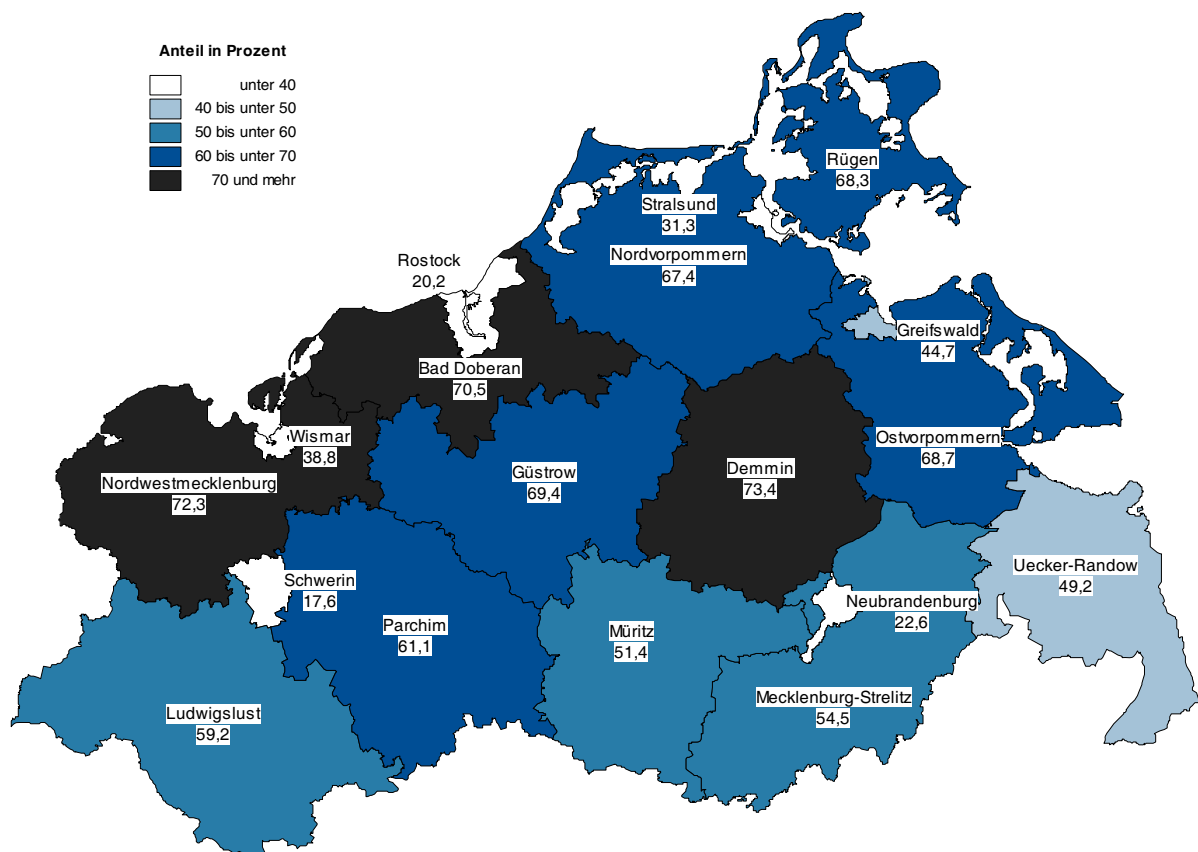 Anteil in Prozent
unter 40
40 bis unter 50
50 bis unter 60
60 bis unter 70
70 und mehr
Rügen
68,3
Stralsund
31,3
Nordvorpommern
67,4
Rostock
20,2
Greifswald
44,7
Bad Doberan
70,5
Wismar
38,8
Ostvorpommern
68,7
Güstrow
69,4
Demmin
73,4
Nordwestmecklenburg
72,3
Uecker-Randow
49,2
Schwerin
17,6
Neubrandenburg
22,6
Parchim
61,1
Müritz
51,4
Mecklenburg-Strelitz
54,5
Ludwigslust
59,2